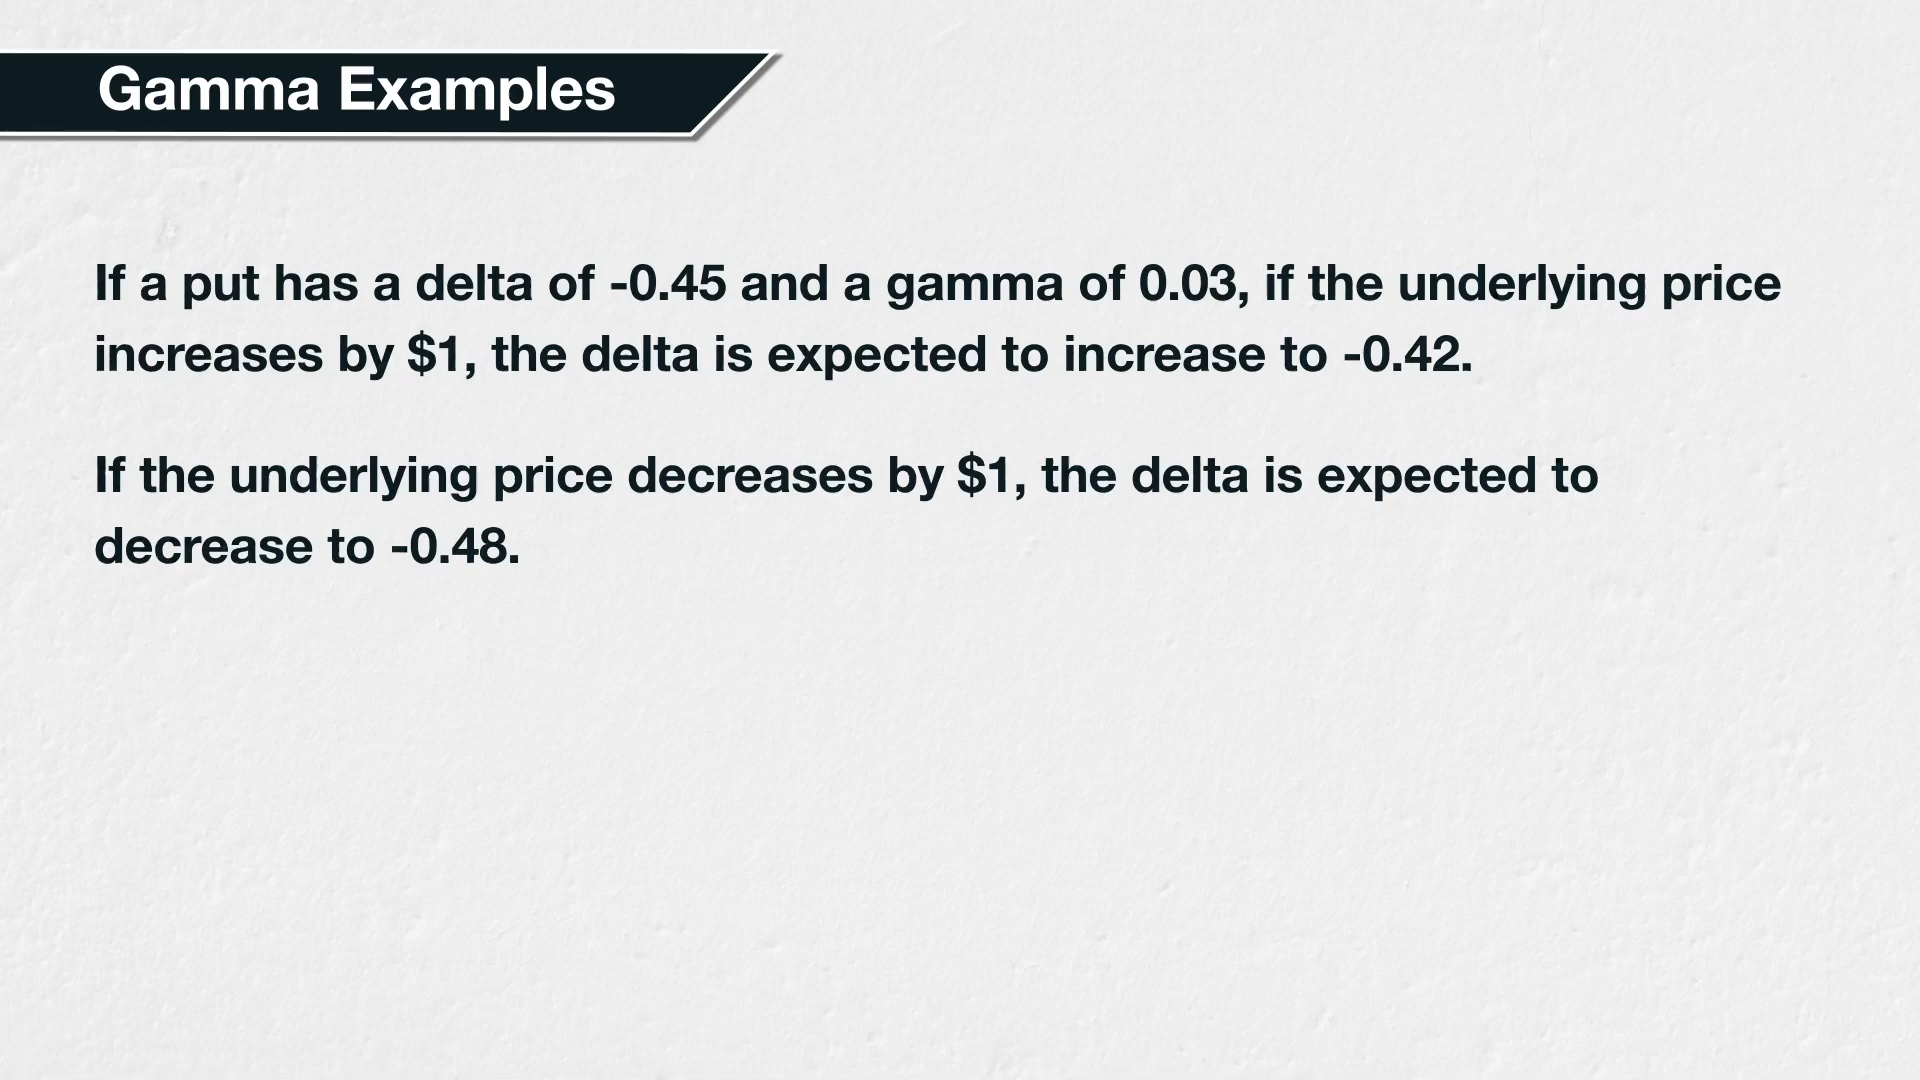 Gamma Examples
If a put has a delta of -0.45 and a gamma of 0.03, if the underlying price
increases by $1, the delta is expected to increase to -0.42.
If the underlying price decreases by $1, the delta is expected to
decrease to -0.48.